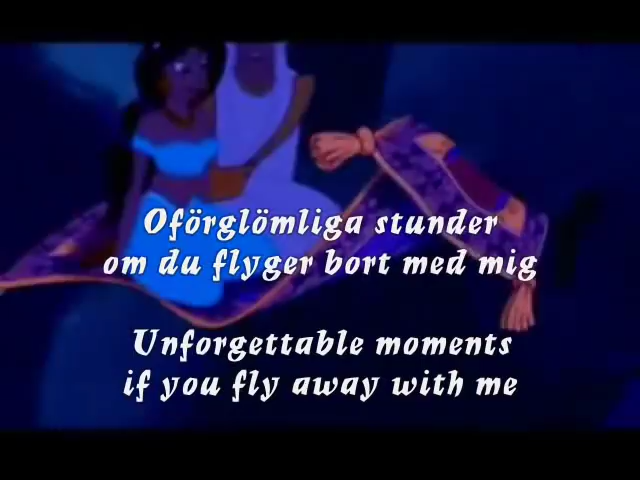 Oförglömliga stunder
om du flyger bort med mig
Unforgettable moments
if you fly away with me